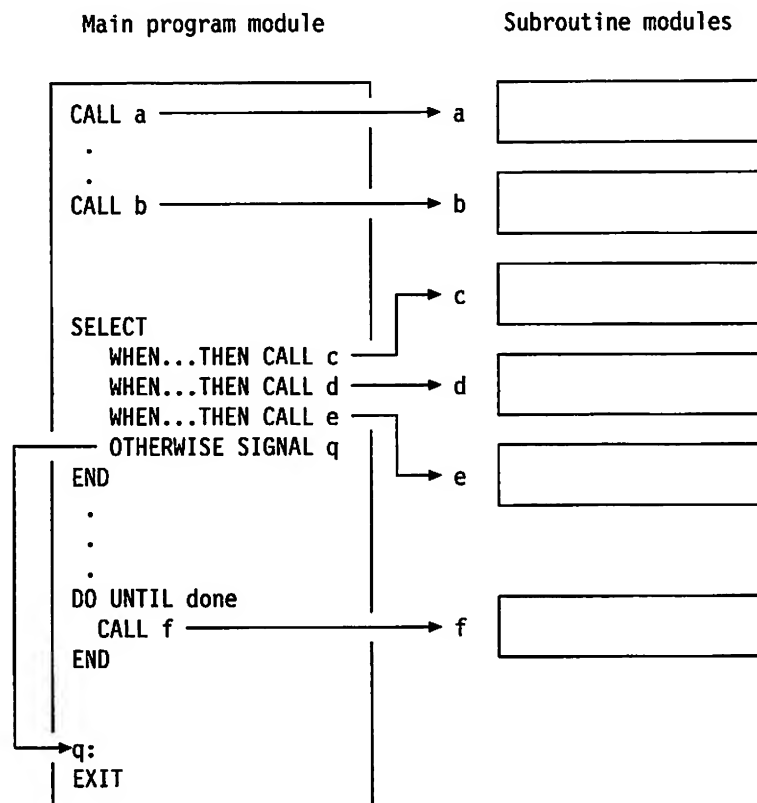 Main program module Subroutine modules
CALL a a
.
.
CALL b b
c
SELECT
WHEN...THEN CALL c
WHEN...THEN CALL d d
WHEN...THEN CALL e
OTHERWISE SIGNAL q
END e
.
.
.
DO UNTIL done
CALL f f
END
q:
EXIT